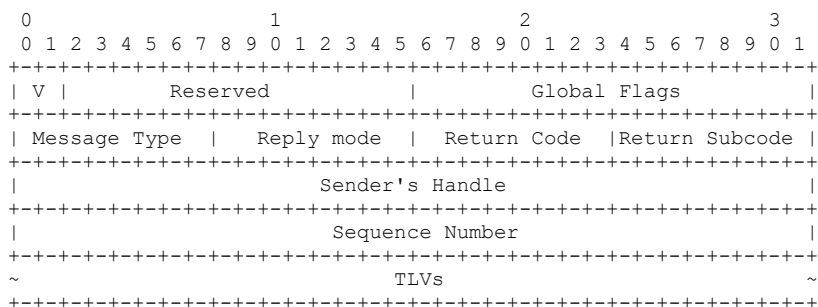 0                   1                   2                   3
0 1 2 3 4 5 6 7 8 9 0 1 2 3 4 5 6 7 8 9 0 1 2 3 4 5 6 7 8 9 0 1
+-+-+-+-+-+-+-+-+-+-+-+-+-+-+-+-+-+-+-+-+-+-+-+-+-+-+-+-+-+-+-+-+
| V |        Reserved           |         Global Flags          |
+-+-+-+-+-+-+-+-+-+-+-+-+-+-+-+-+-+-+-+-+-+-+-+-+-+-+-+-+-+-+-+-+
| Message Type  |   Reply mode  |  Return Code  |Return Subcode |
+-+-+-+-+-+-+-+-+-+-+-+-+-+-+-+-+-+-+-+-+-+-+-+-+-+-+-+-+-+-+-+-+
|                        Sender's Handle                        |
+-+-+-+-+-+-+-+-+-+-+-+-+-+-+-+-+-+-+-+-+-+-+-+-+-+-+-+-+-+-+-+-+
|                         Sequence Number                       |
+-+-+-+-+-+-+-+-+-+-+-+-+-+-+-+-+-+-+-+-+-+-+-+-+-+-+-+-+-+-+-+-+
~                              TLVs                             ~
+-+-+-+-+-+-+-+-+-+-+-+-+-+-+-+-+-+-+-+-+-+-+-+-+-+-+-+-+-+-+-+-+